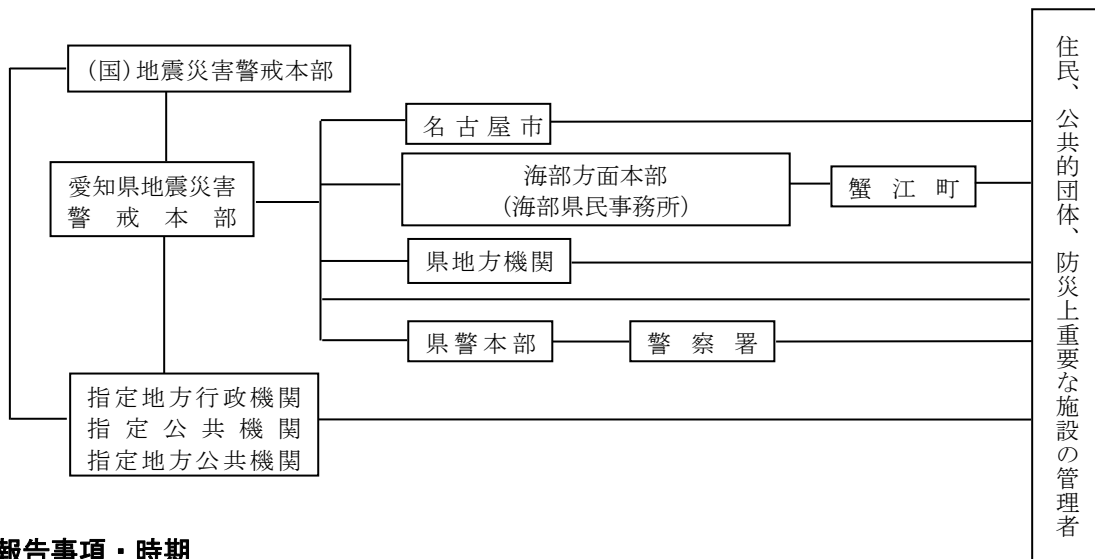 (国)地震災害警戒本部
名古屋市
愛知県地震災害
警戒本部
海部方面本部
(海部県民事務所)
蟹江町
県地方機関
県警本部
警察署
指定地方行政機関
指定公共機関
指定地方公共機関
住民、公共的団体、防災上重要な施設の管理者
報告事項・時期